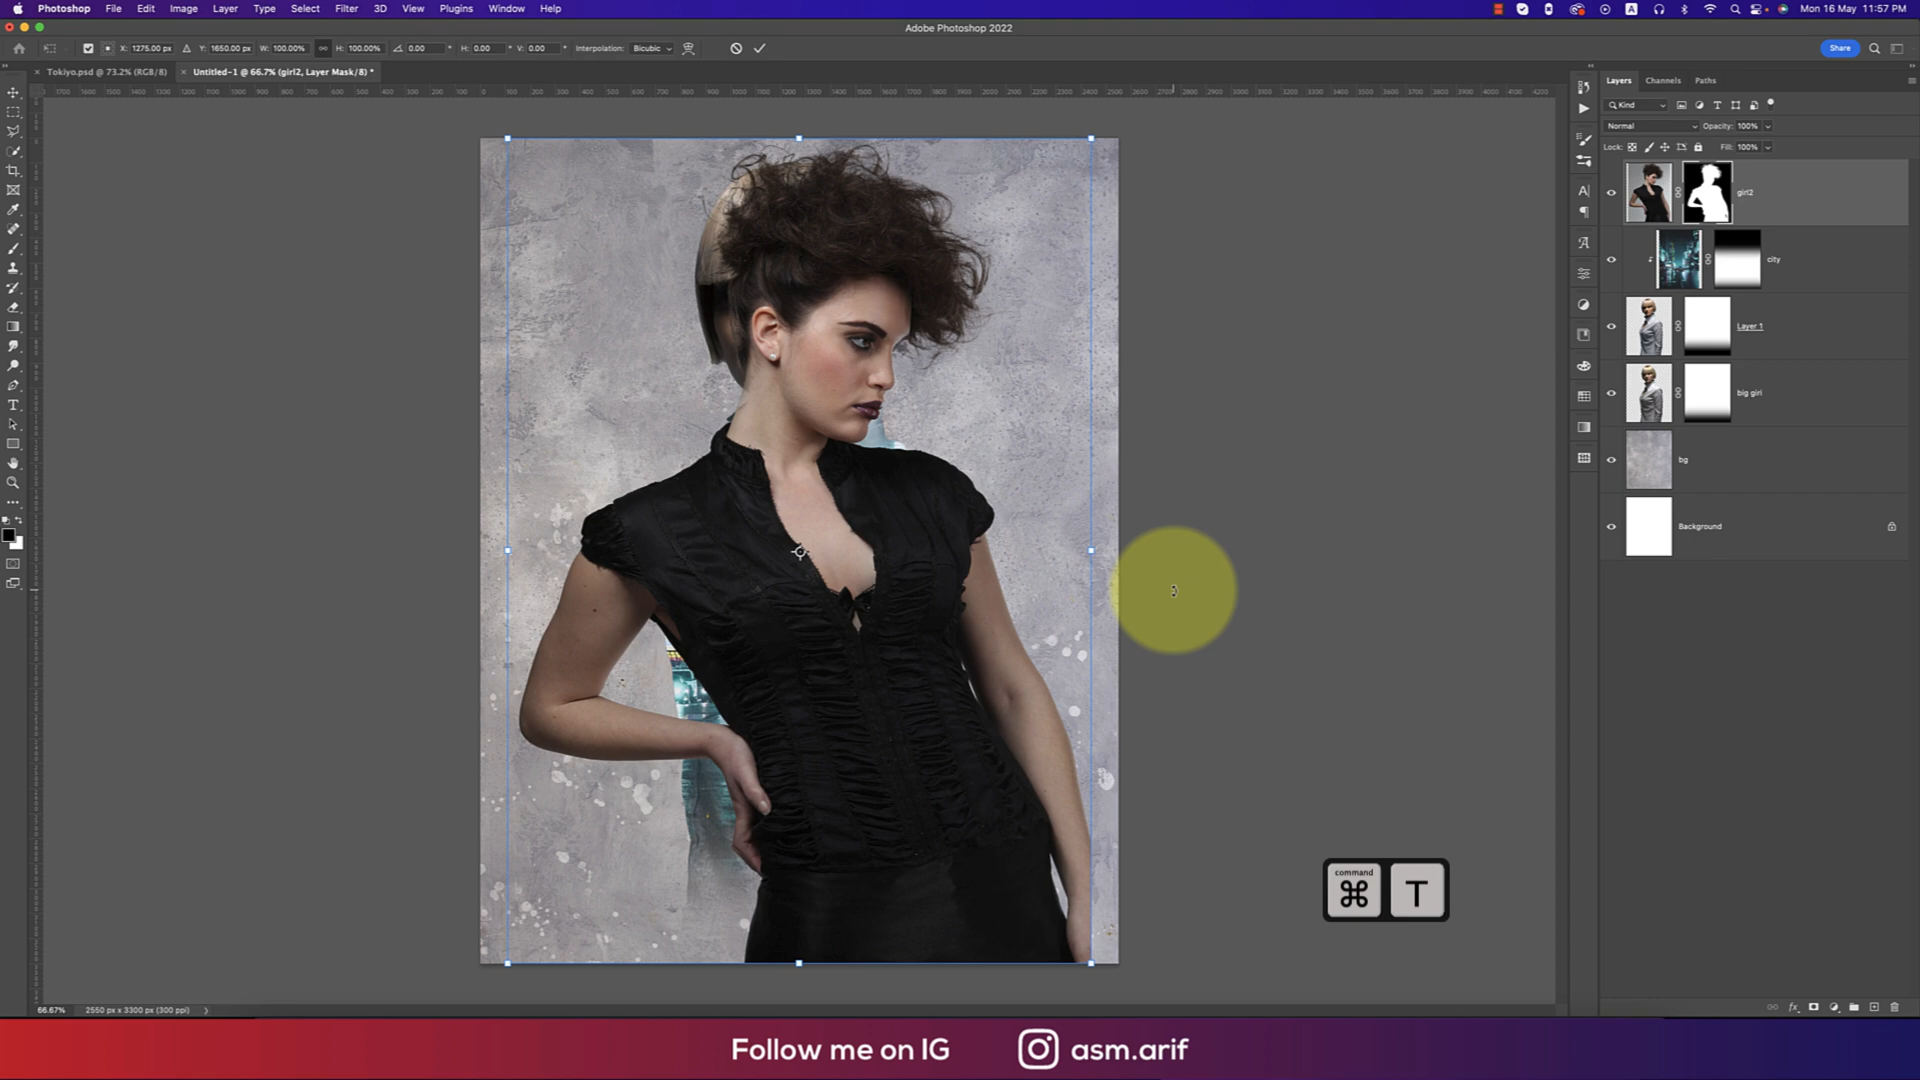 Photoshop File Edit Image Layer Type Select Filter 3D View Plugins Window Help Mon 16 May 11:57 PM
Adobe Photoshop 2022
X: 1275.00 px Y: 1650.00 px W: 100.00% H: 100.00% 0.00 ° H: 0.00 ° V: 0.00 ° Interpolation: Bicubic Share
Tokiyo.psd @ 73.2% (RGB/8) Untitled-1 @ 66.7% (girl2, Layer Mask/8) *
Layers Channels Paths
Kind
Normal Opacity: 100%
Lock: Fill: 100%
girl2
city
Layer 1
big girl
bg
Background
command
⌘ T
66.67% 2550 px x 3300 px (300 ppi)
Follow me on IG asm.arif